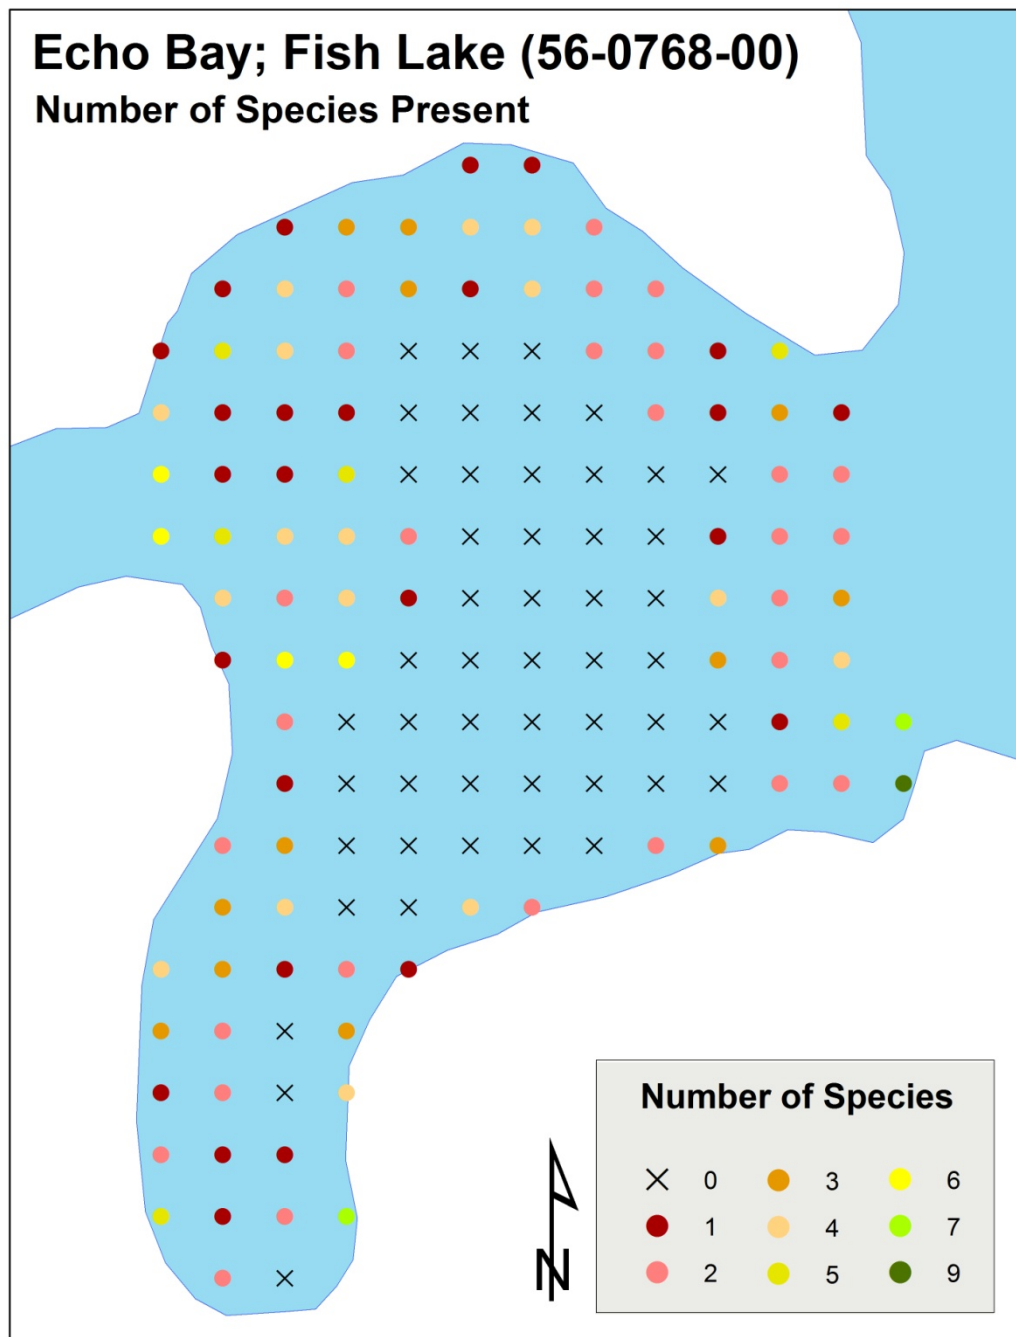 Echo Bay; Fish Lake (56-0768-00)
Number of Species Present
Number of Species
0 3 6
1 4 7
2 5 9
N